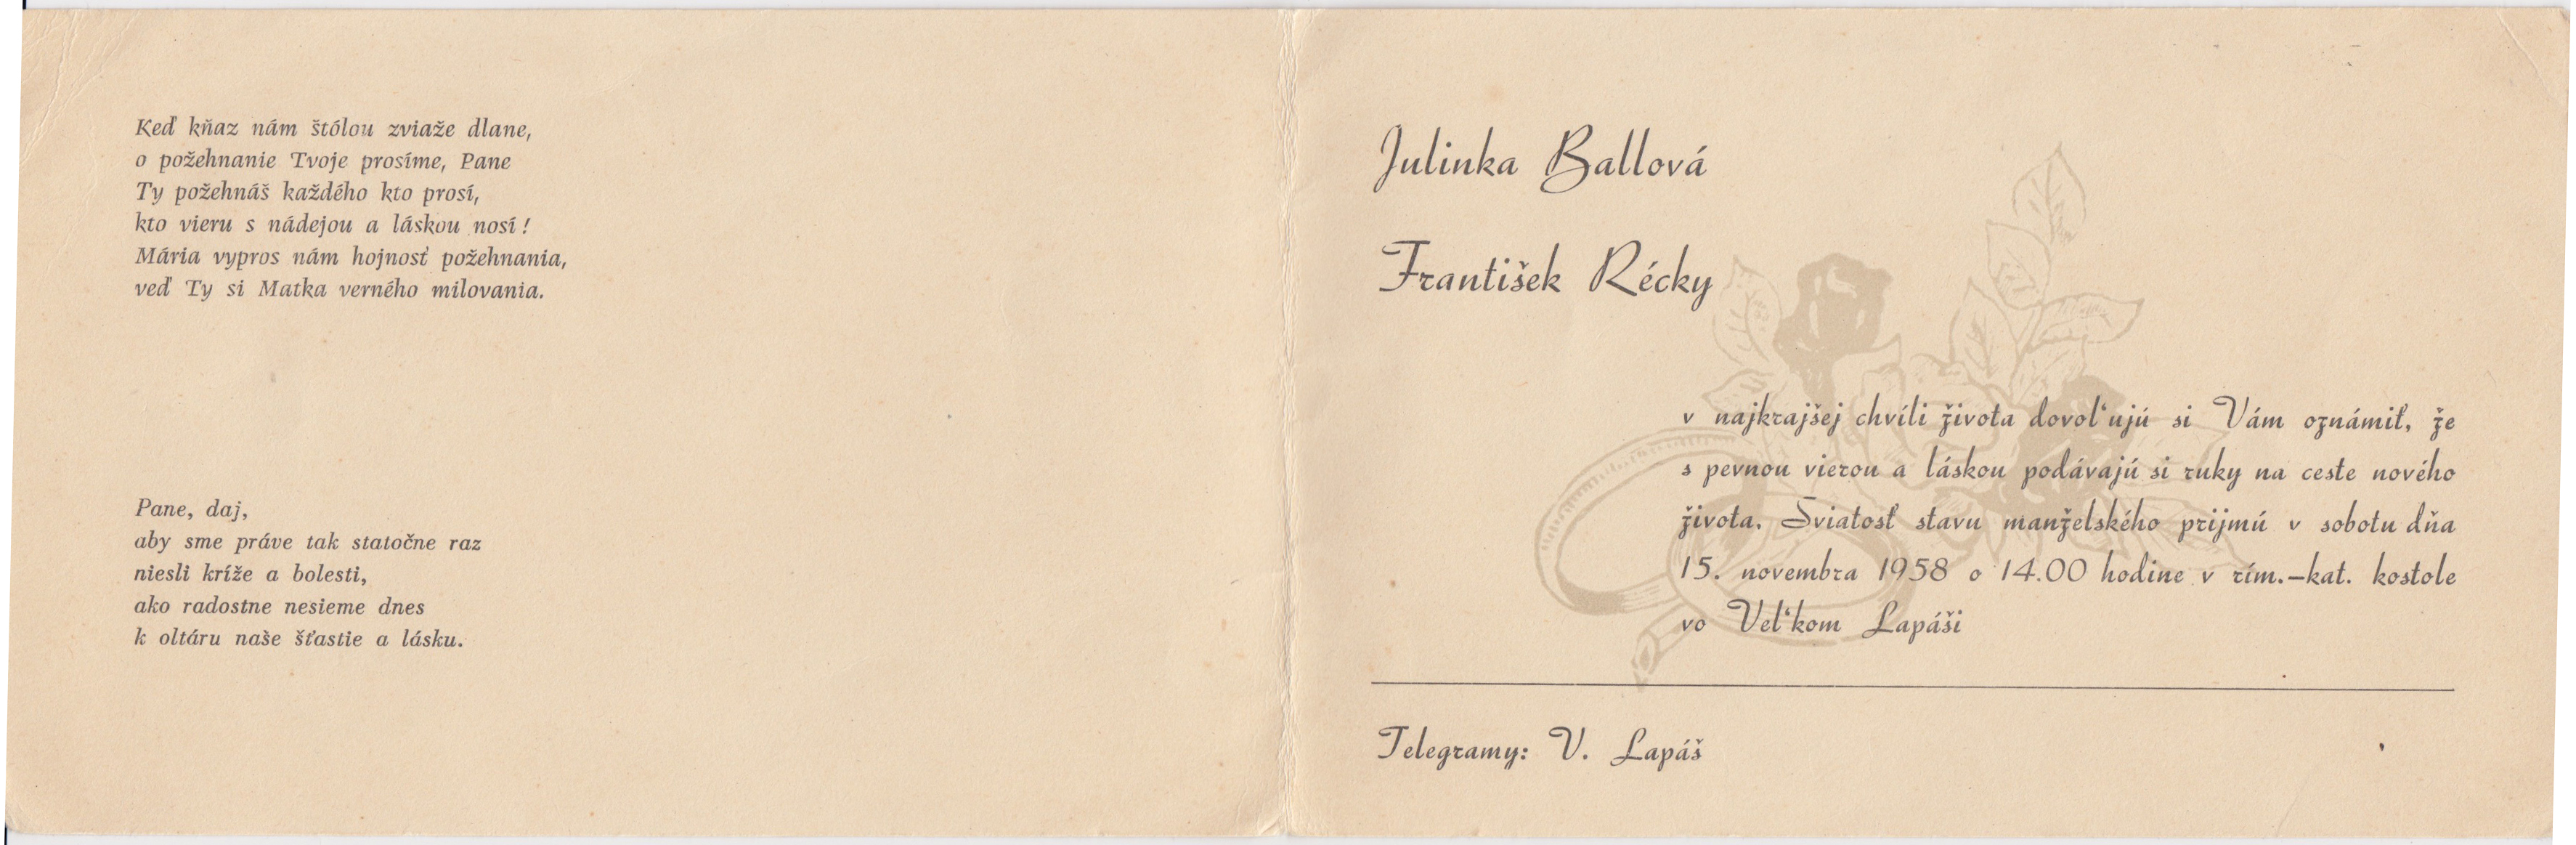 Keď kňaz nám štólou zviaže dlane,
o požehnanie Tvoje prosíme, Pane
Ty požehnáš každého kto prosí,
kto vieru s nádejou a láskou nosí!
Mária vypros nám hojnosť požehnania,
veď Ty si Matka verného milovania.
Pane, daj,
aby sme práve tak statočne raz
niesli kríže a bolesti,
ako radostne nesieme dnes
k oltáru naše šťastie a lásku.
Julinka Ballová
František Récky
v najkrajšej chvíli života dovoľujú si Vám oznámiť, že
s pevnou vierou a láskou podávajú si ruky na ceste nového
života. Sviatosť stavu manželského prijmú v sobotu dňa
15. novembra 1958 o 14.00 hodine v rím.-kat. kostole
vo Veľkom Lapáši
Telegramy: V. Lapáš